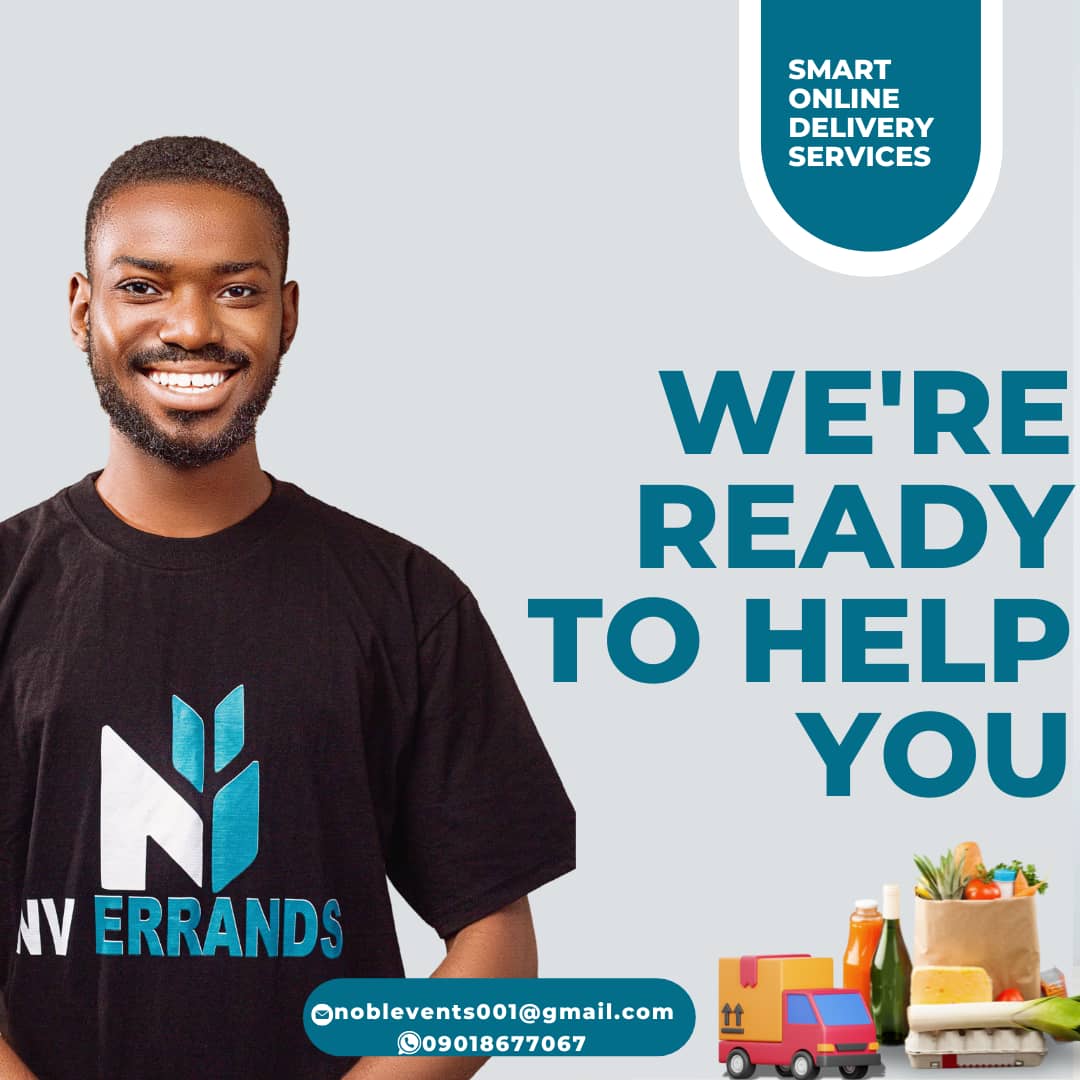 SMART
ONLINE
DELIVERY
SERVICES
WE'RE
READY
TO HELP
YOU
NV ERRANDS
noblevents001@gmail.com
09018677067